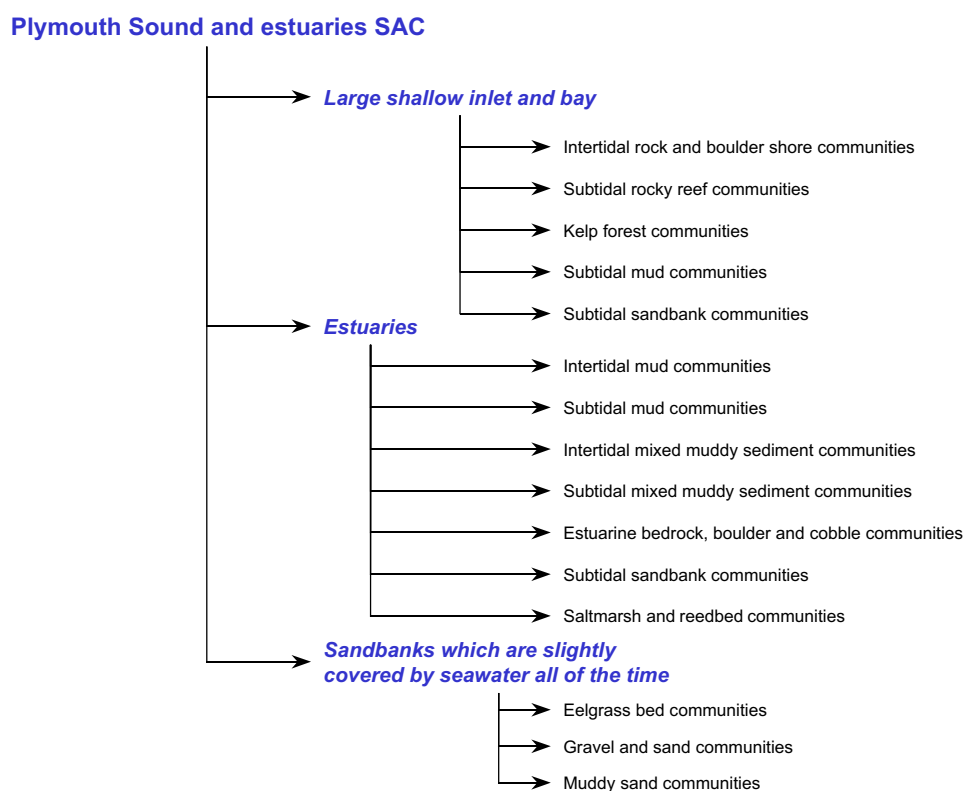 Plymouth Sound and estuaries SAC
Large shallow inlet and bay
Intertidal rock and boulder shore communities
Subtidal rocky reef communities
Kelp forest communities
Subtidal mud communities
Subtidal sandbank communities
Estuaries
Intertidal mud communities
Subtidal mud communities
Intertidal mixed muddy sediment communities
Subtidal mixed muddy sediment communities
Estuarine bedrock, boulder and cobble communities
Subtidal sandbank communities
Saltmarsh and reedbed communities
Sandbanks which are slightly
covered by seawater all of the time
Eelgrass bed communities
Gravel and sand communities
Muddy sand communities